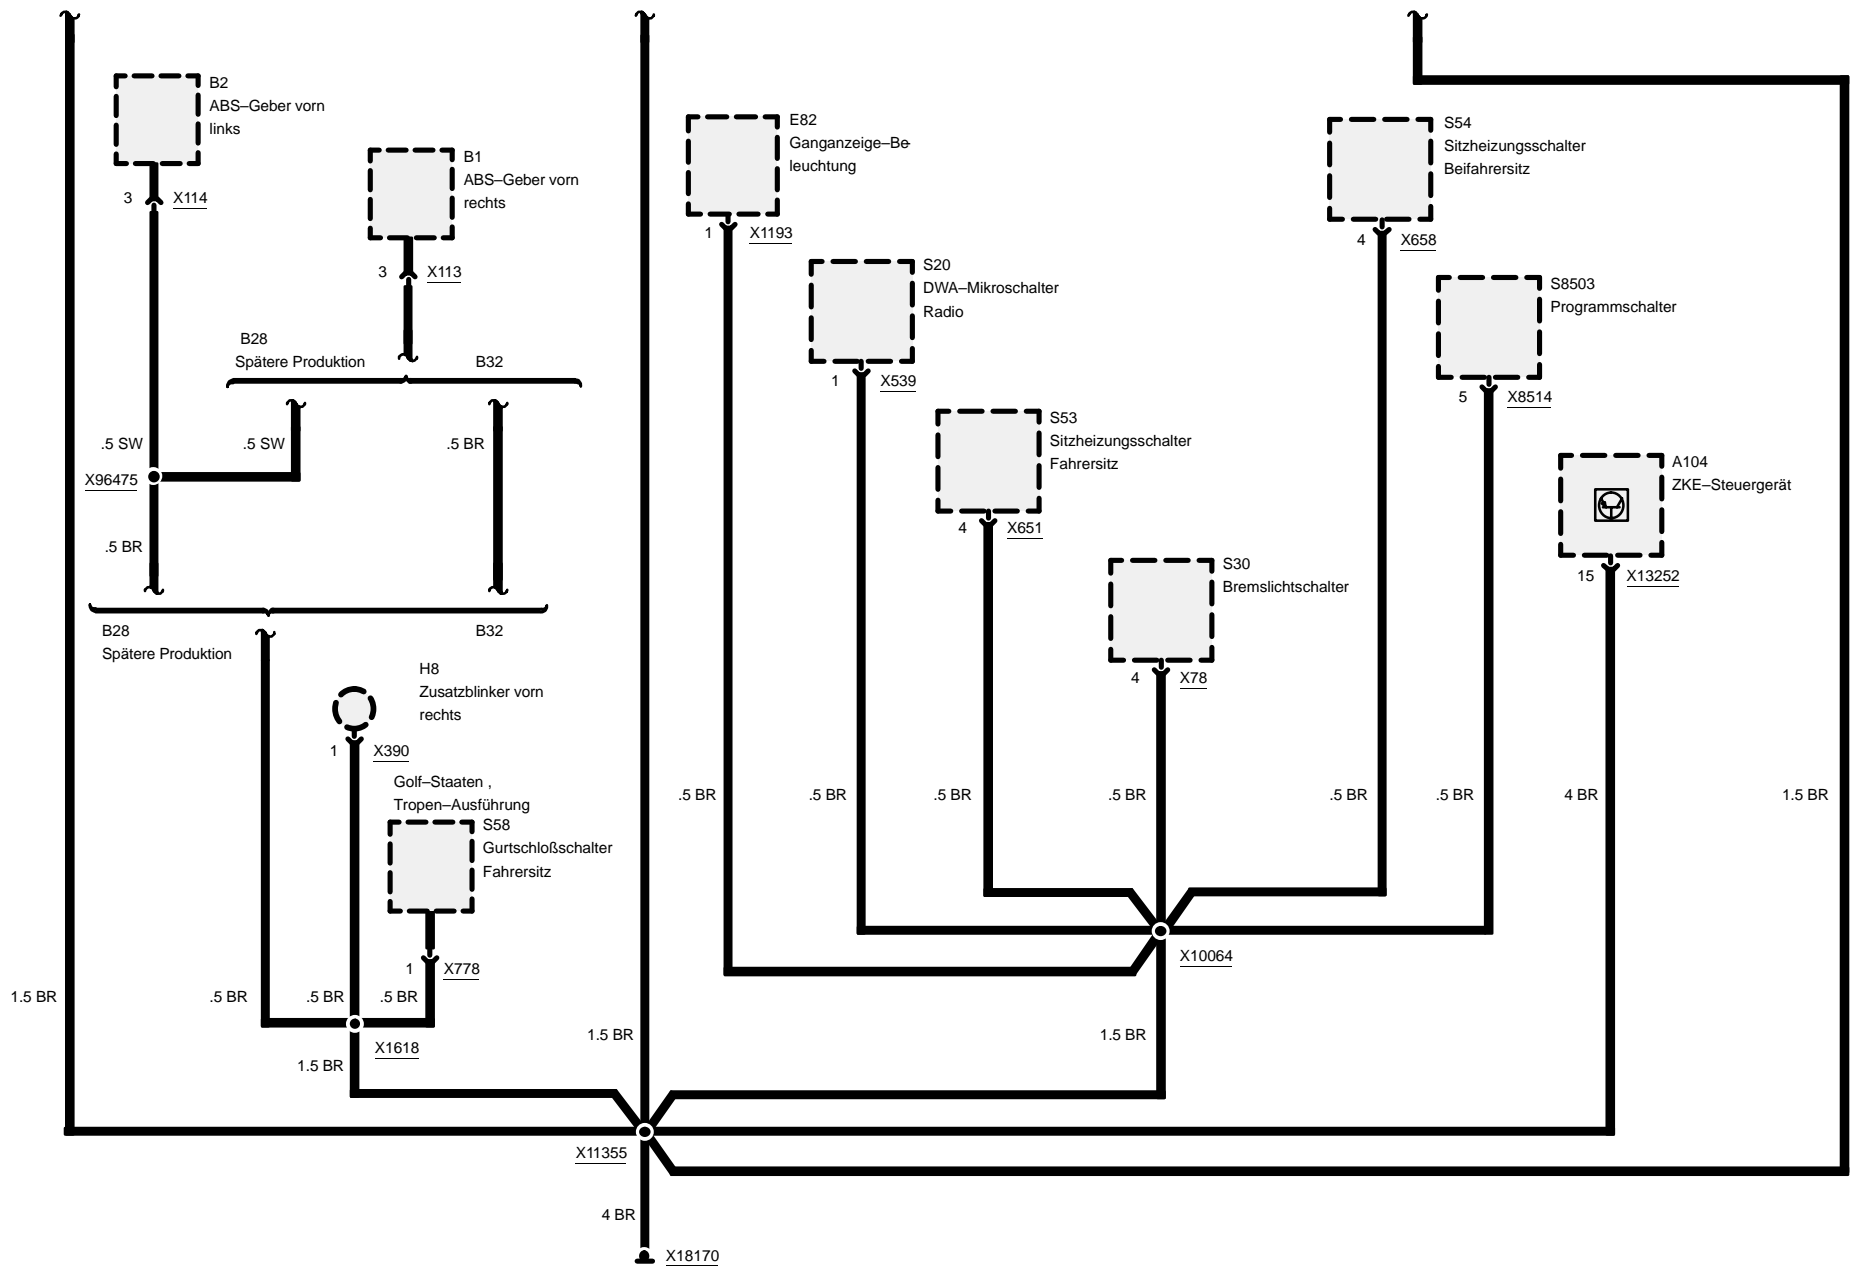 B2
ABS–Geber vorn
links
3 X114
B1
ABS–Geber vorn
rechts
3 X113
E82
Ganganzeige–Be-
leuchtung
1 X1193
S20
DWA–Mikroschalter
Radio
1 X539
S53
Sitzheizungsschalter
Fahrersitz
4 X651
S30
Bremslichtschalter
4 X78
S54
Sitzheizungsschalter
Beifahrersitz
4 X658
S8503
Programmschalter
5 X8514
A104
ZKE–Steuergerät
15 X13252
B28
Spätere Produktion B32
.5 SW .5 SW .5 BR
X96475
.5 BR
B28 B32
Spätere Produktion
H8
Zusatzblinker vorn
rechts
1 X390
Golf–Staaten ,
Tropen–Ausführung
S58
Gurtschloßschalter
Fahrersitz
1 X778
.5 BR .5 BR .5 BR .5 BR .5 BR .5 BR 4 BR 1.5 BR
X10064
1.5 BR .5 BR .5 BR .5 BR
X1618
1.5 BR 1.5 BR
1.5 BR
X11355
4 BR
X18170